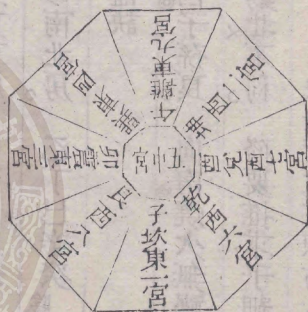 午離東九宮
坤西二宮
酉兌西七宮
乾西六宮
子坎東一宮
艮西八宮
卯震東三宮
巽東四宮
五中宮